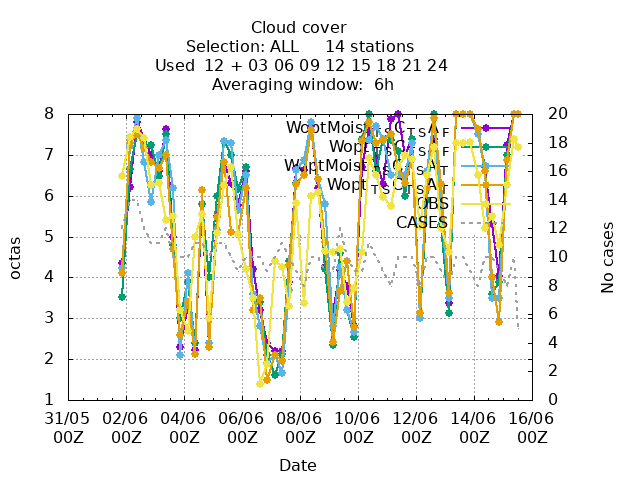 Cloud cover
Selection: ALL 14 stations
Used 12 + 03 06 09 12 15 18 21 24
Averaging window: 6h
8 20
7 18
16
6 14
5 12
10
4 8
3 6
4
2 2
1 0
octas
No cases
OBS
CASES
31/05 02/06 04/06 06/06 08/06 10/06 12/06 14/06 16/06
00Z 00Z 00Z 00Z 00Z 00Z 00Z 00Z 00Z
Date